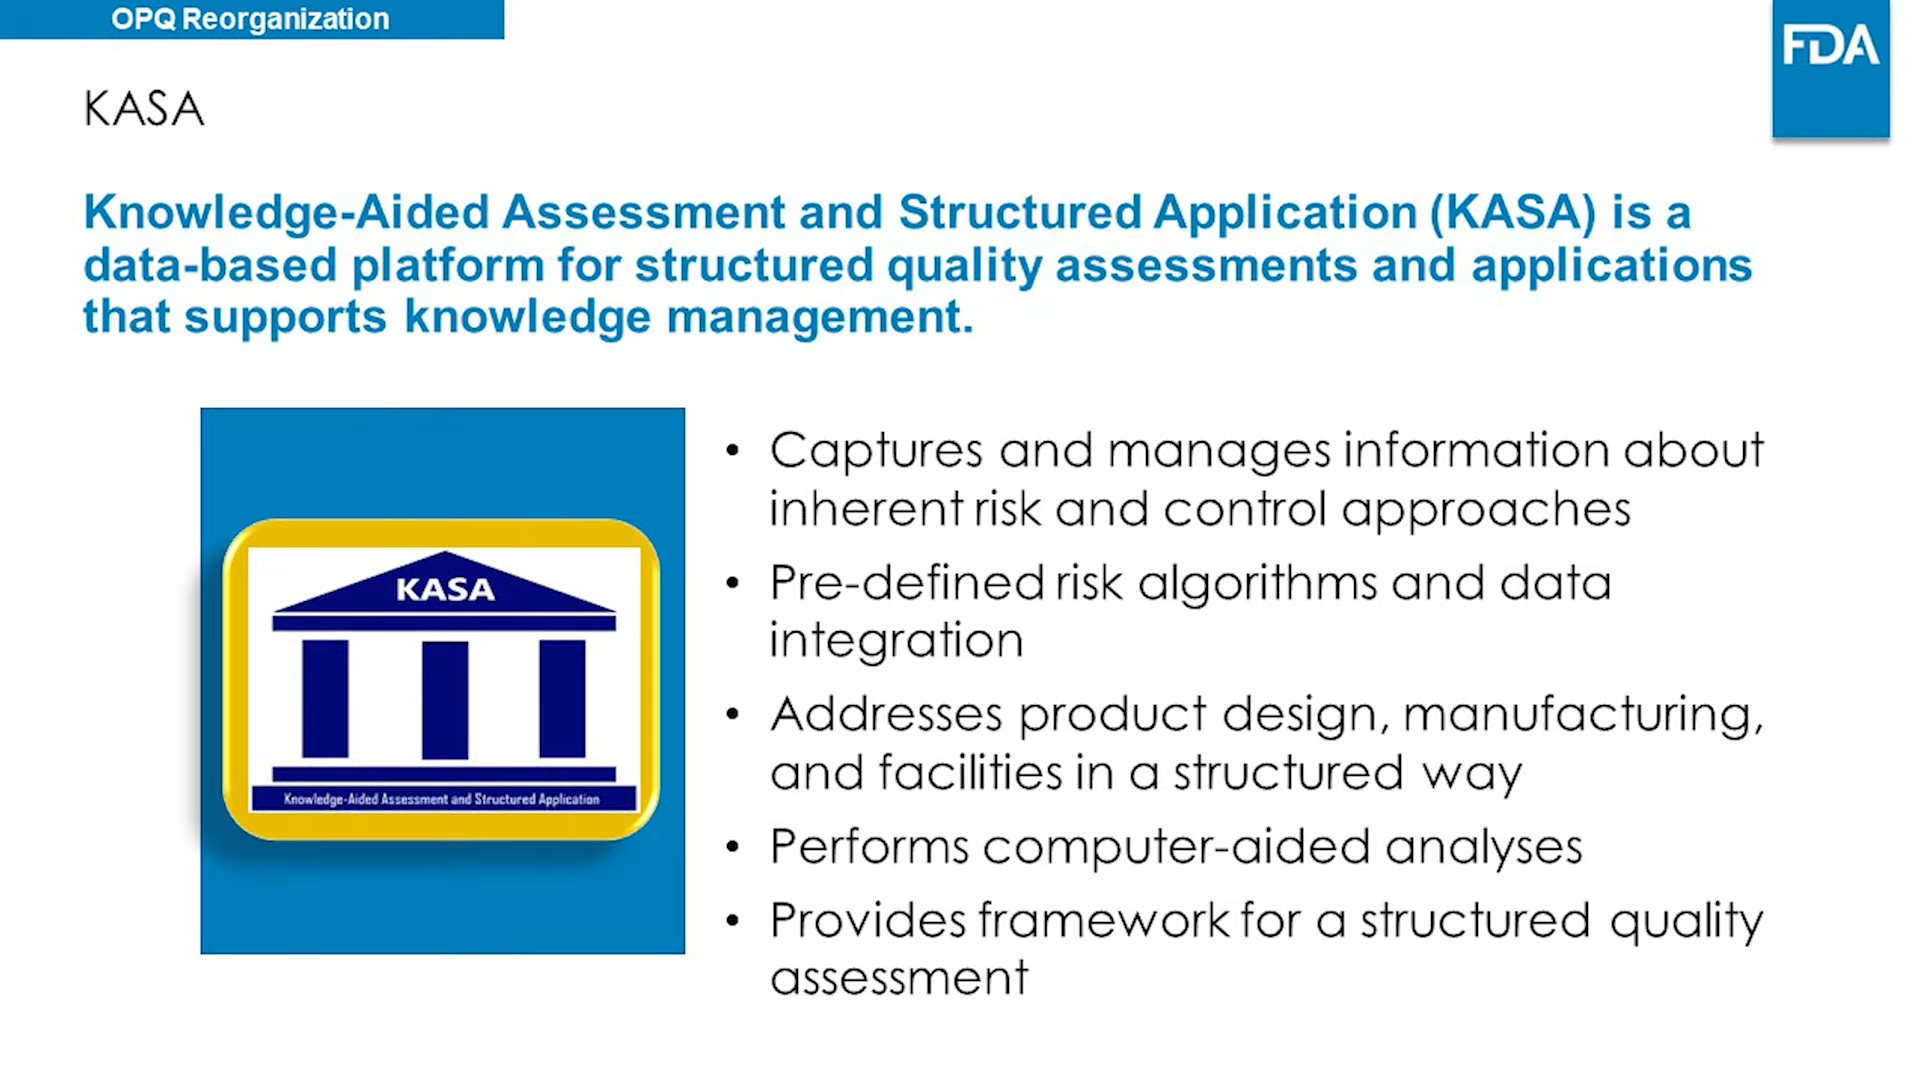 OPQ Reorganization
FDA
KASA
Knowledge-Aided Assessment and Structured Application (KASA) is a
data-based platform for structured quality assessments and applications
that supports knowledge management.
KASA
Knowledge-Aided Assessment and Structured Application
• Captures and manages information about
inherent risk and control approaches
• Pre-defined risk algorithms and data
integration
• Addresses product design, manufacturing,
and facilities in a structured way
• Performs computer-aided analyses
• Provides framework for a structured quality
assessment